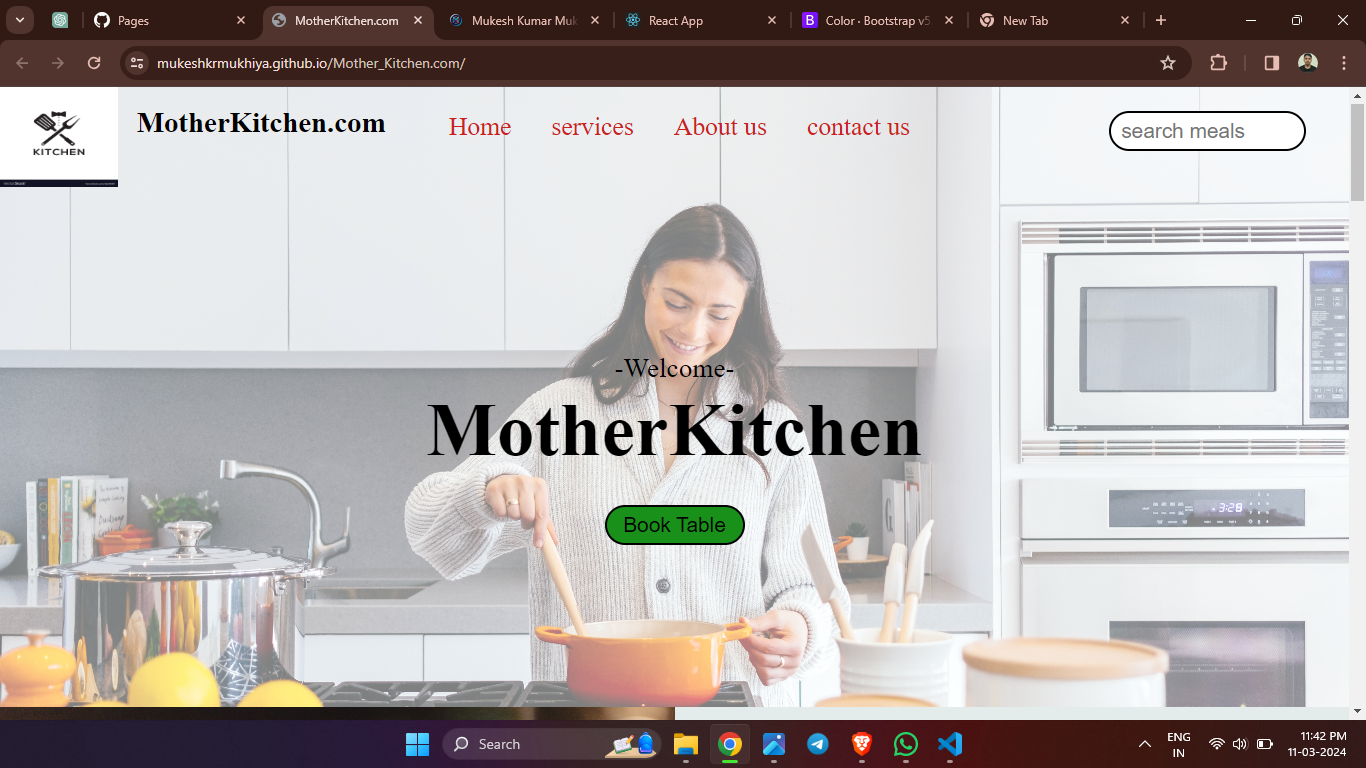 Pages
MotherKitchen.com
Mukesh Kumar Muk
React App
Color · Bootstrap v5
New Tab
mukeshkrmukhiya.github.io/Mother_Kitchen.com/
KITCHEN
MotherKitchen.com
Home
services
About us
contact us
search meals
-Welcome-
MotherKitchen
Book Table
3:28
Search
ENG
IN
11:42 PM
11-03-2024